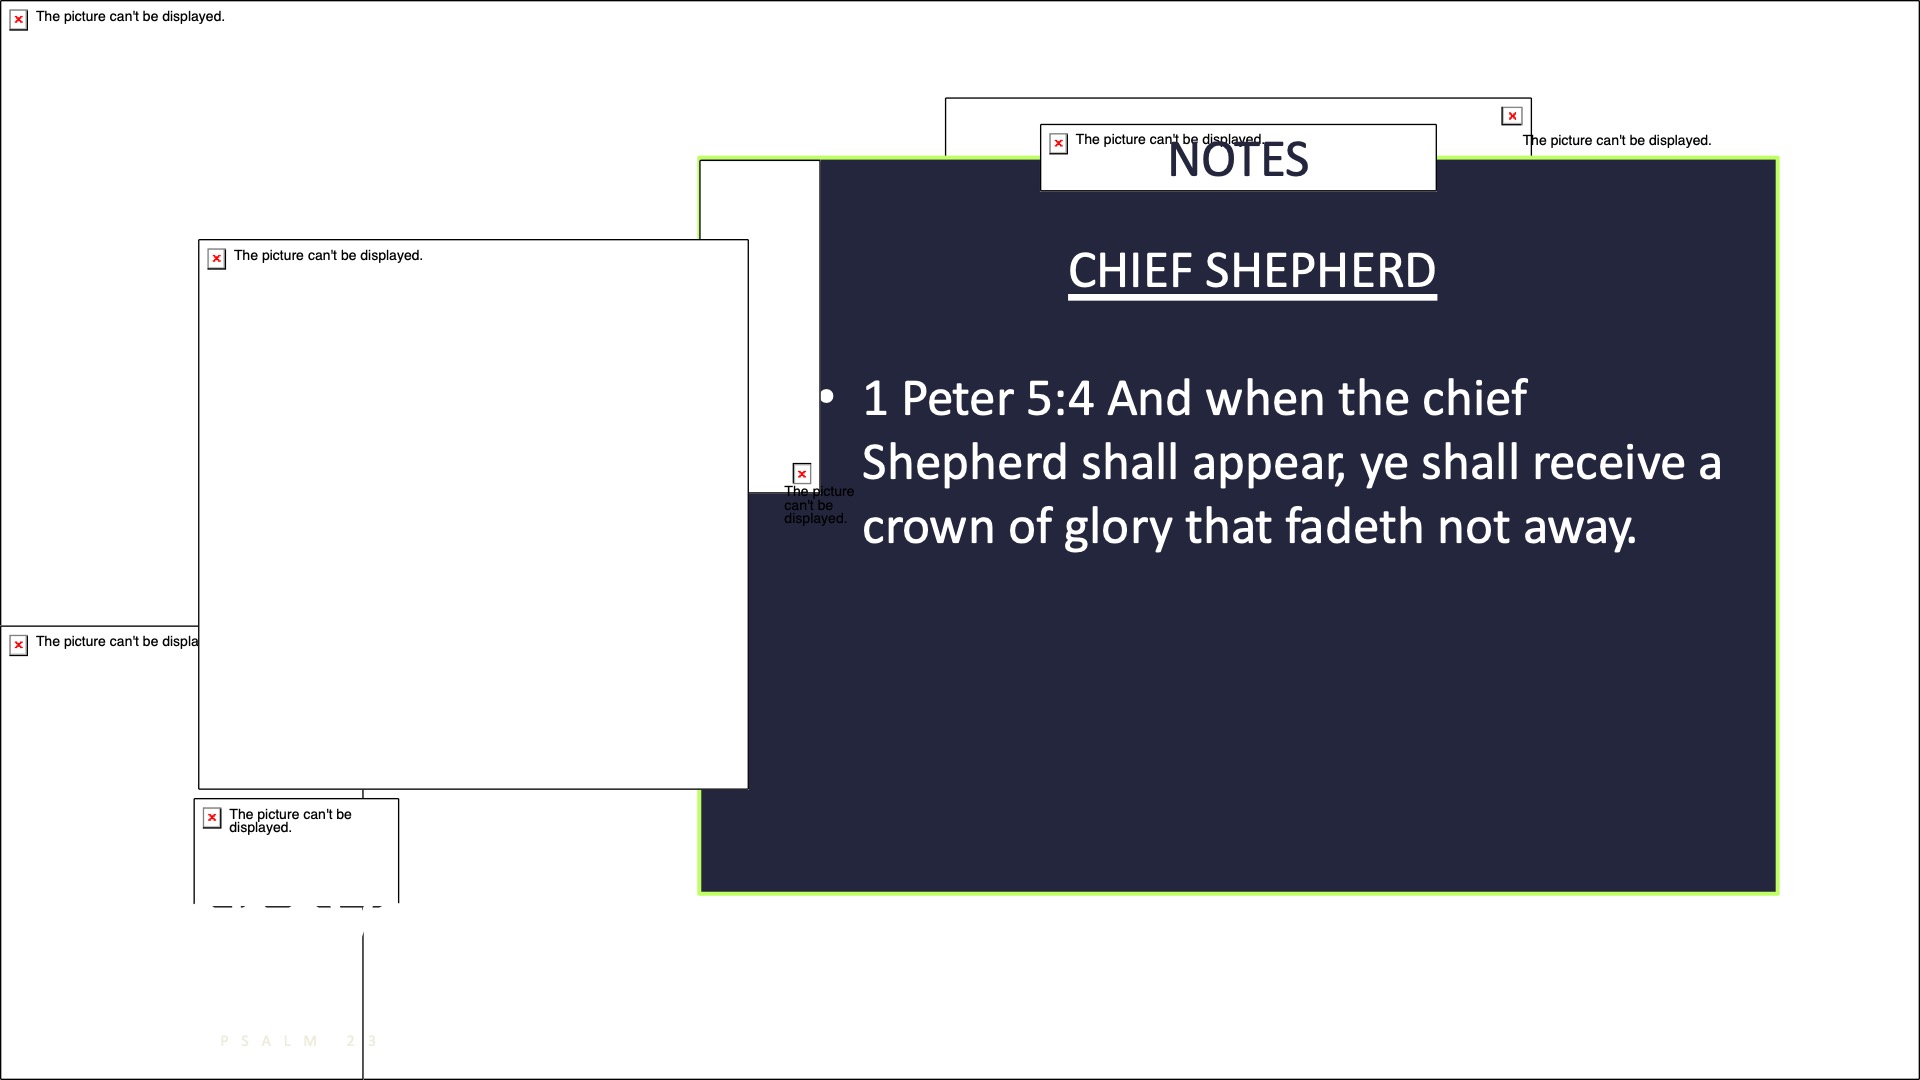 The picture can't be displayed.
The picture can't be displayed.
The picture can't be displayed.
NOTES
The picture can't be displayed.
CHIEF SHEPHERD
• 1 Peter 5:4 And when the chief
Shepherd shall appear, ye shall receive a
crown of glory that fadeth not away.
The picture
can't be
displayed.
The picture can't be displa
The picture can't be
displayed.
PSALM 23